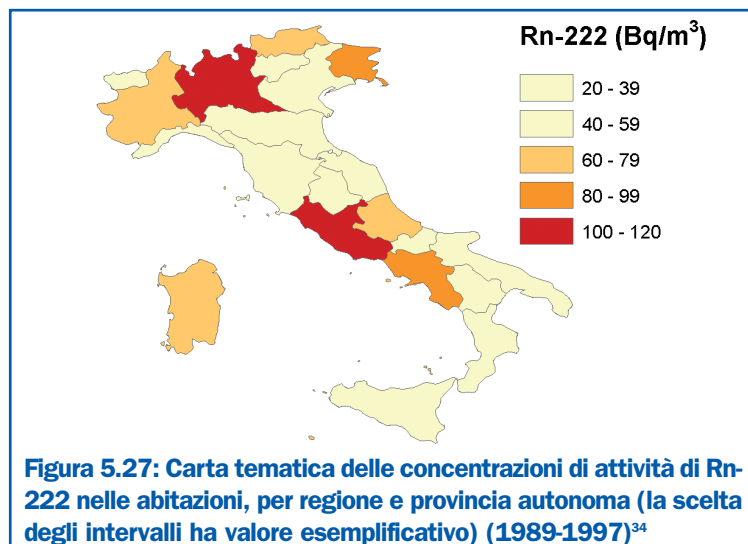 Rn-222 (Bq/m³)
20 - 39
40 - 59
60 - 79
80 - 99
100 - 120
Figura 5.27: Carta tematica delle concentrazioni di attività di Rn-
222 nelle abitazioni, per regione e provincia autonoma (la scelta
degli intervalli ha valore esemplificativo) (1989-1997)³⁴